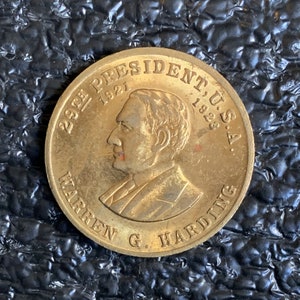 29TH PRESIDENT, U.S.A.
1921 1923
WARREN G. HARDING